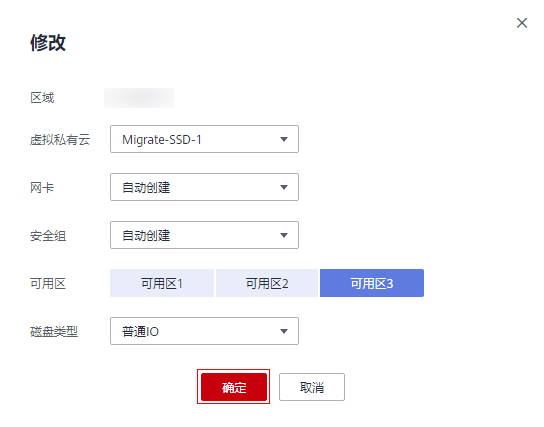 修改
区域
虚拟私有云 Migrate-SSD-1
网卡 自动创建
安全组 自动创建
可用区 可用区1 可用区2 可用区3
磁盘类型 普通IO
确定 取消